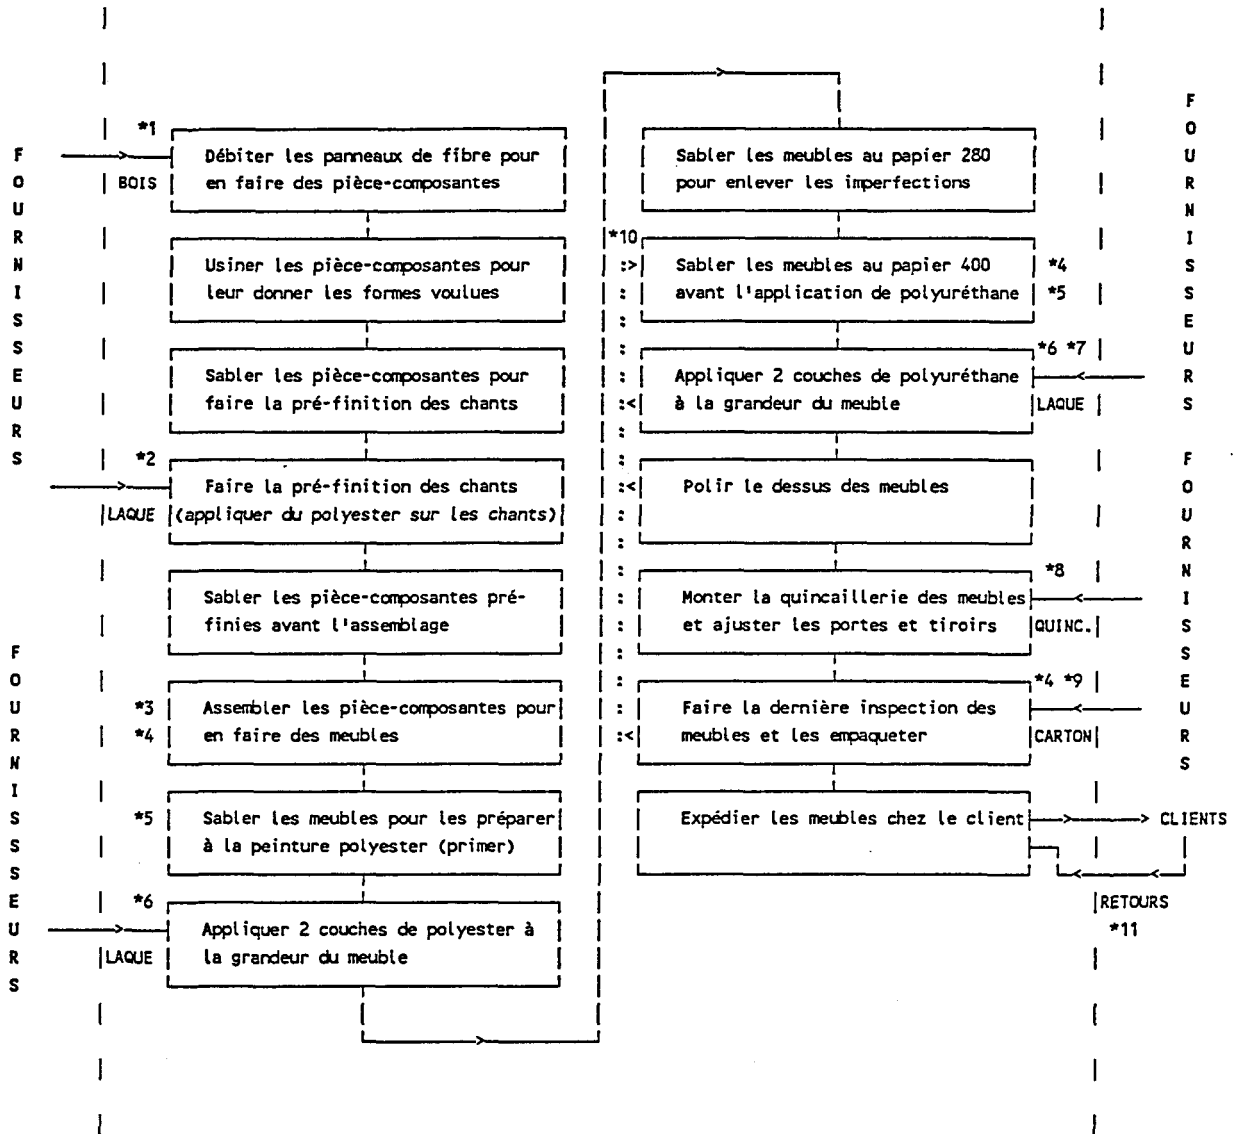 FOURNISSEURS
FOURNISSEURS
*1
BOIS
Débiter les panneaux de fibre pour
en faire des pièce-composantes
Usiner les pièce-composantes pour
leur donner les formes voulues
Sabler les pièce-composantes pour
faire la pré-finition des chants
*2
LAQUE
Faire la pré-finition des chants
(appliquer du polyester sur les chants)
Sabler les pièce-composantes pré-
finies avant l'assemblage
*3
*4
Assembler les pièce-composantes pour
en faire des meubles
*5
Sabler les meubles pour les préparer
à la peinture polyester (primer)
*6
LAQUE
Appliquer 2 couches de polyester à
la grandeur du meuble
Sabler les meubles au papier 280
pour enlever les imperfections
*10
Sabler les meubles au papier 400
avant l'application de polyuréthane
*4
*5
Appliquer 2 couches de polyuréthane
à la grandeur du meuble
*6 *7
LAQUE
Polir le dessus des meubles
Monter la quincaillerie des meubles
et ajuster les portes et tiroirs
*8
QUINC.
Faire la dernière inspection des
meubles et les empaqueter
*4 *9
CARTON
Expédier les meubles chez le client
CLIENTS
RETOURS
*11
FOURNISSEURS
FOURNISSEURS